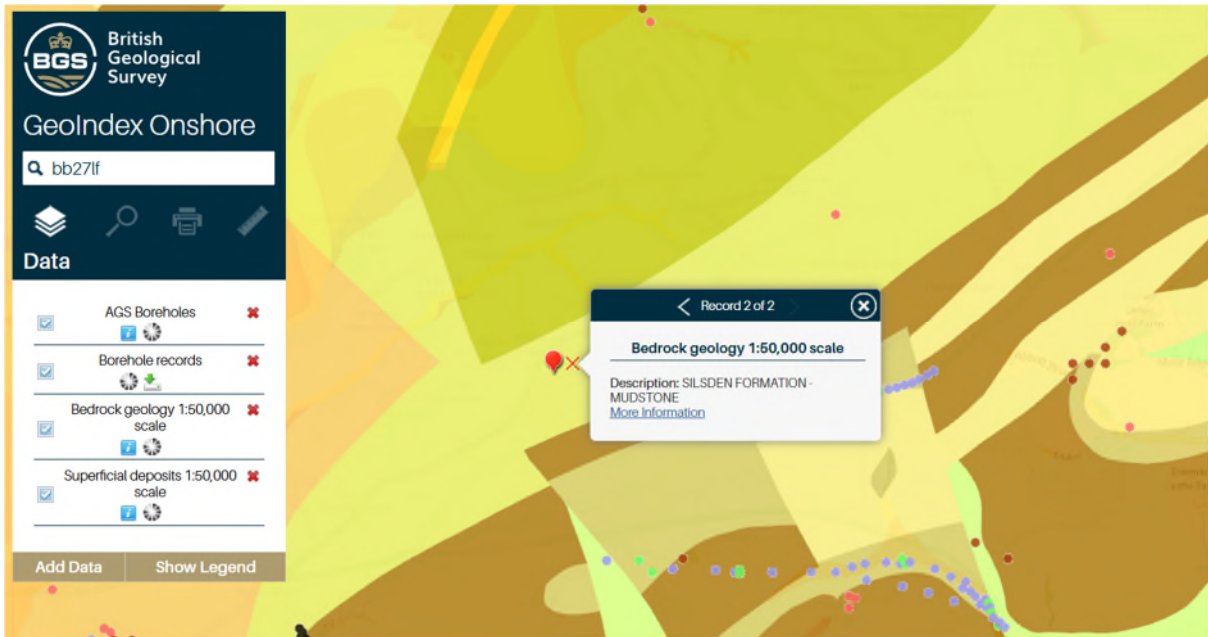 British
Geological
Survey
BGS
GeoIndex Onshore
bb27lf
Data
AGS Boreholes
Borehole records
Bedrock geology 1:50,000
scale
Superficial deposits 1:50,000
scale
Add Data
Show Legend
Record 2 of 2
Bedrock geology 1:50,000 scale
Description: SILSDEN FORMATION -
MUDSTONE
More Information